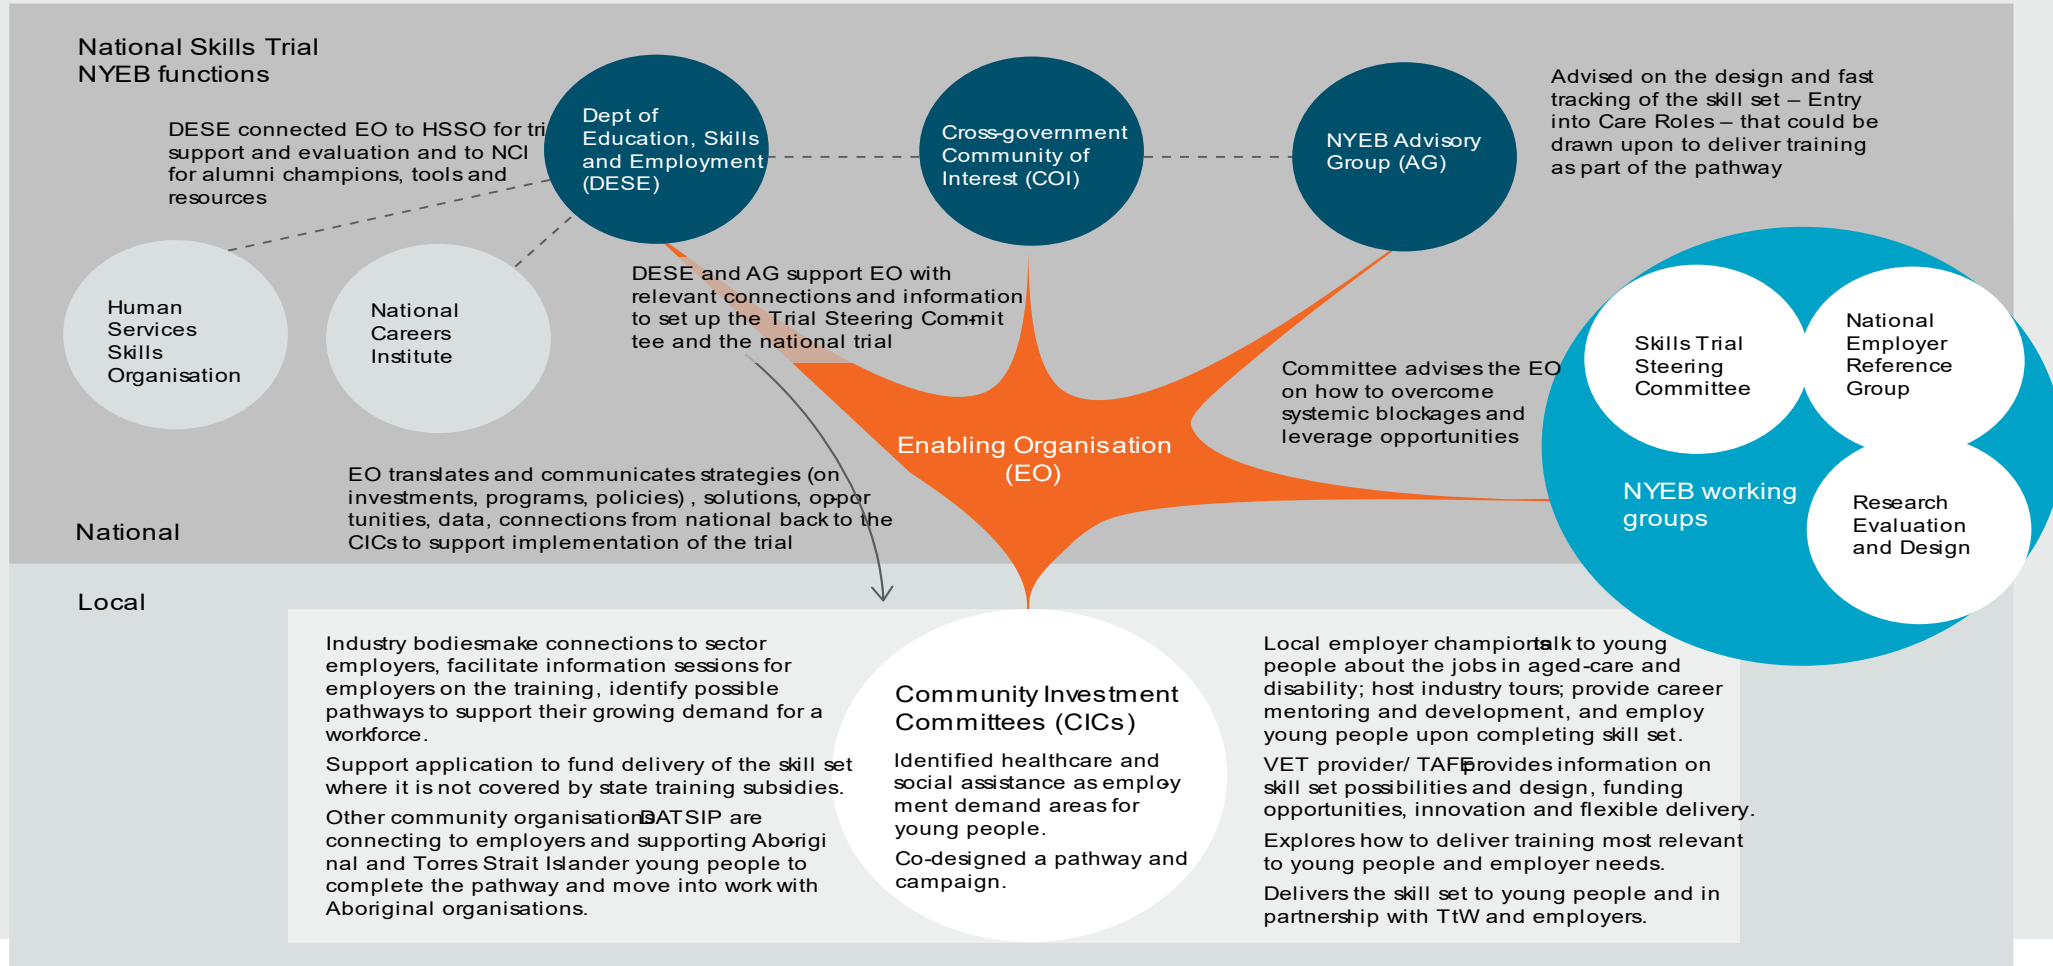 National Skills Trial
NYEB functions
DESE connected EO to HSSO for tri
support and evaluation and to NCI
for alumni champions, tools and
resources
Dept of
Education, Skills
and Employment
(DESE)
Cross-government
Community of
Interest (COI)
NYEB Advisory
Group (AG)
Advised on the design and fast
tracking of the skill set – Entry
into Care Roles – that could be
drawn upon to deliver training
as part of the pathway
Human
Services
Skills
Organisation
National
Careers
Institute
DESE and AG support EO with
relevant connections and information
to set up the Trial Steering Com-mit
tee and the national trial
Committee advises the EO
on how to overcome
systemic blockages and
leverage opportunities
Skills Trial
Steering
Committee
National
Employer
Reference
Group
NYEB working
groups
Research
Evaluation
and Design
Enabling Organisation
(EO)
EO translates and communicates strategies (on
investments, programs, policies) , solutions, op-por
tunities, data, connections from national back to the
CICs to support implementation of the trial
National
Local
Industry bodiesmake connections to sector
employers, facilitate information sessions for
employers on the training, identify possible
pathways to support their growing demand for a
workforce.
Support application to fund delivery of the skill set
where it is not covered by state training subsidies.
Other community organisationsDATSIP are
connecting to employers and supporting Abo-rigi
nal and Torres Strait Islander young people to
complete the pathway and move into work with
Aboriginal organisations.
Community Investment
Committees (CICs)
Identified healthcare and
social assistance as employ-
ment demand areas for
young people.
Co-designed a pathway and
campaign.
Local employer championstalk to young
people about the jobs in aged-care and
disability; host industry tours; provide career
mentoring and development, and employ
young people upon completing skill set.
VET provider/ TAFEprovides information on
skill set possibilities and design, funding
opportunities, innovation and flexible delivery.
Explores how to deliver training most relevant
to young people and employer needs.
Delivers the skill set to young people and in
partnership with TtW and employers.